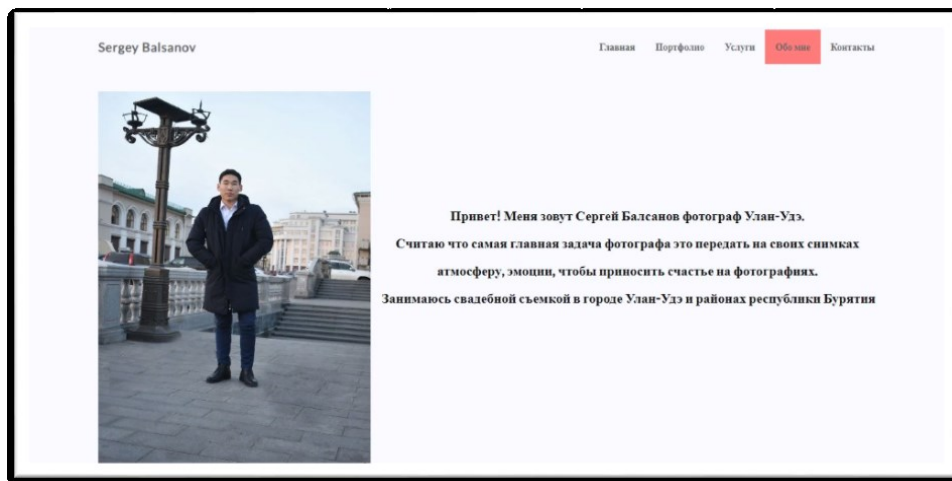 Sergey Balsanov
Главная Портфолио Услуги Обо мне Контакты
Привет! Меня зовут Сергей Балсанов фотограф Улан-Удэ.
Считаю что самая главная задача фотографа это передать на своих снимках
атмосферу, эмоции, чтобы приносить счастье на фотографиях.
Занимаюсь свадебной съемкой в городе Улан-Удэ и районах республики Бурятия